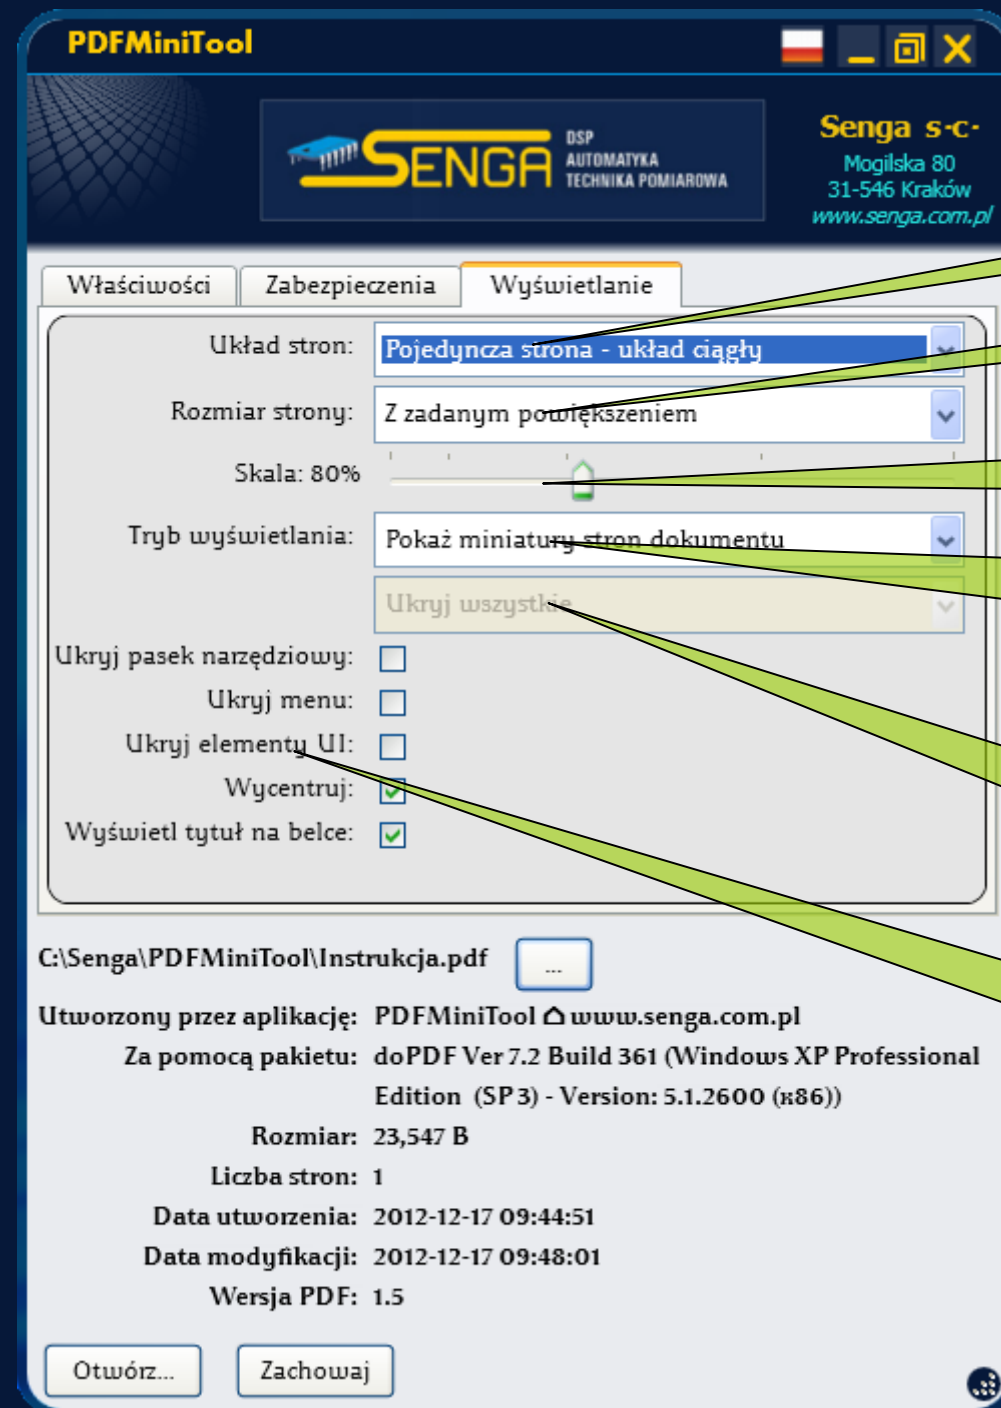 PDFMiniTool
SENGA
DSP
AUTOMATYKA
TECHNIKA POMIAROWA
Senga s.c.
Mogilska 80
31-546 Kraków
www.senga.com.pl
Właściwości Zabezpieczenia Wyświetlanie
Układ stron: Pojedyncza strona - układ ciągły
Rozmiar strony: Z zadanym powiększeniem
Skala: 80%
Tryb wyświetlania: Pokaż miniatury stron dokumentu
Ukryj wszystkie
Ukryj pasek narzędziowy:
Ukryj menu:
Ukryj elementy UI:
Wycentruj:
Wyświetl tytuł na belce:
C:\Senga\PDFMiniTool\Instrukcja.pdf ...
Utworzony przez aplikację: PDFMiniTool www.senga.com.pl
Za pomocą pakietu: doPDF Ver 7.2 Build 361 (Windows XP Professional
Edition (SP 3) - Version: 5.1.2600 (x86))
Rozmiar: 23,547 B
Liczba stron: 1
Data utworzenia: 2012-12-17 09:44:51
Data modyfikacji: 2012-12-17 09:48:01
Wersja PDF: 1.5
Otwórz... Zachowaj